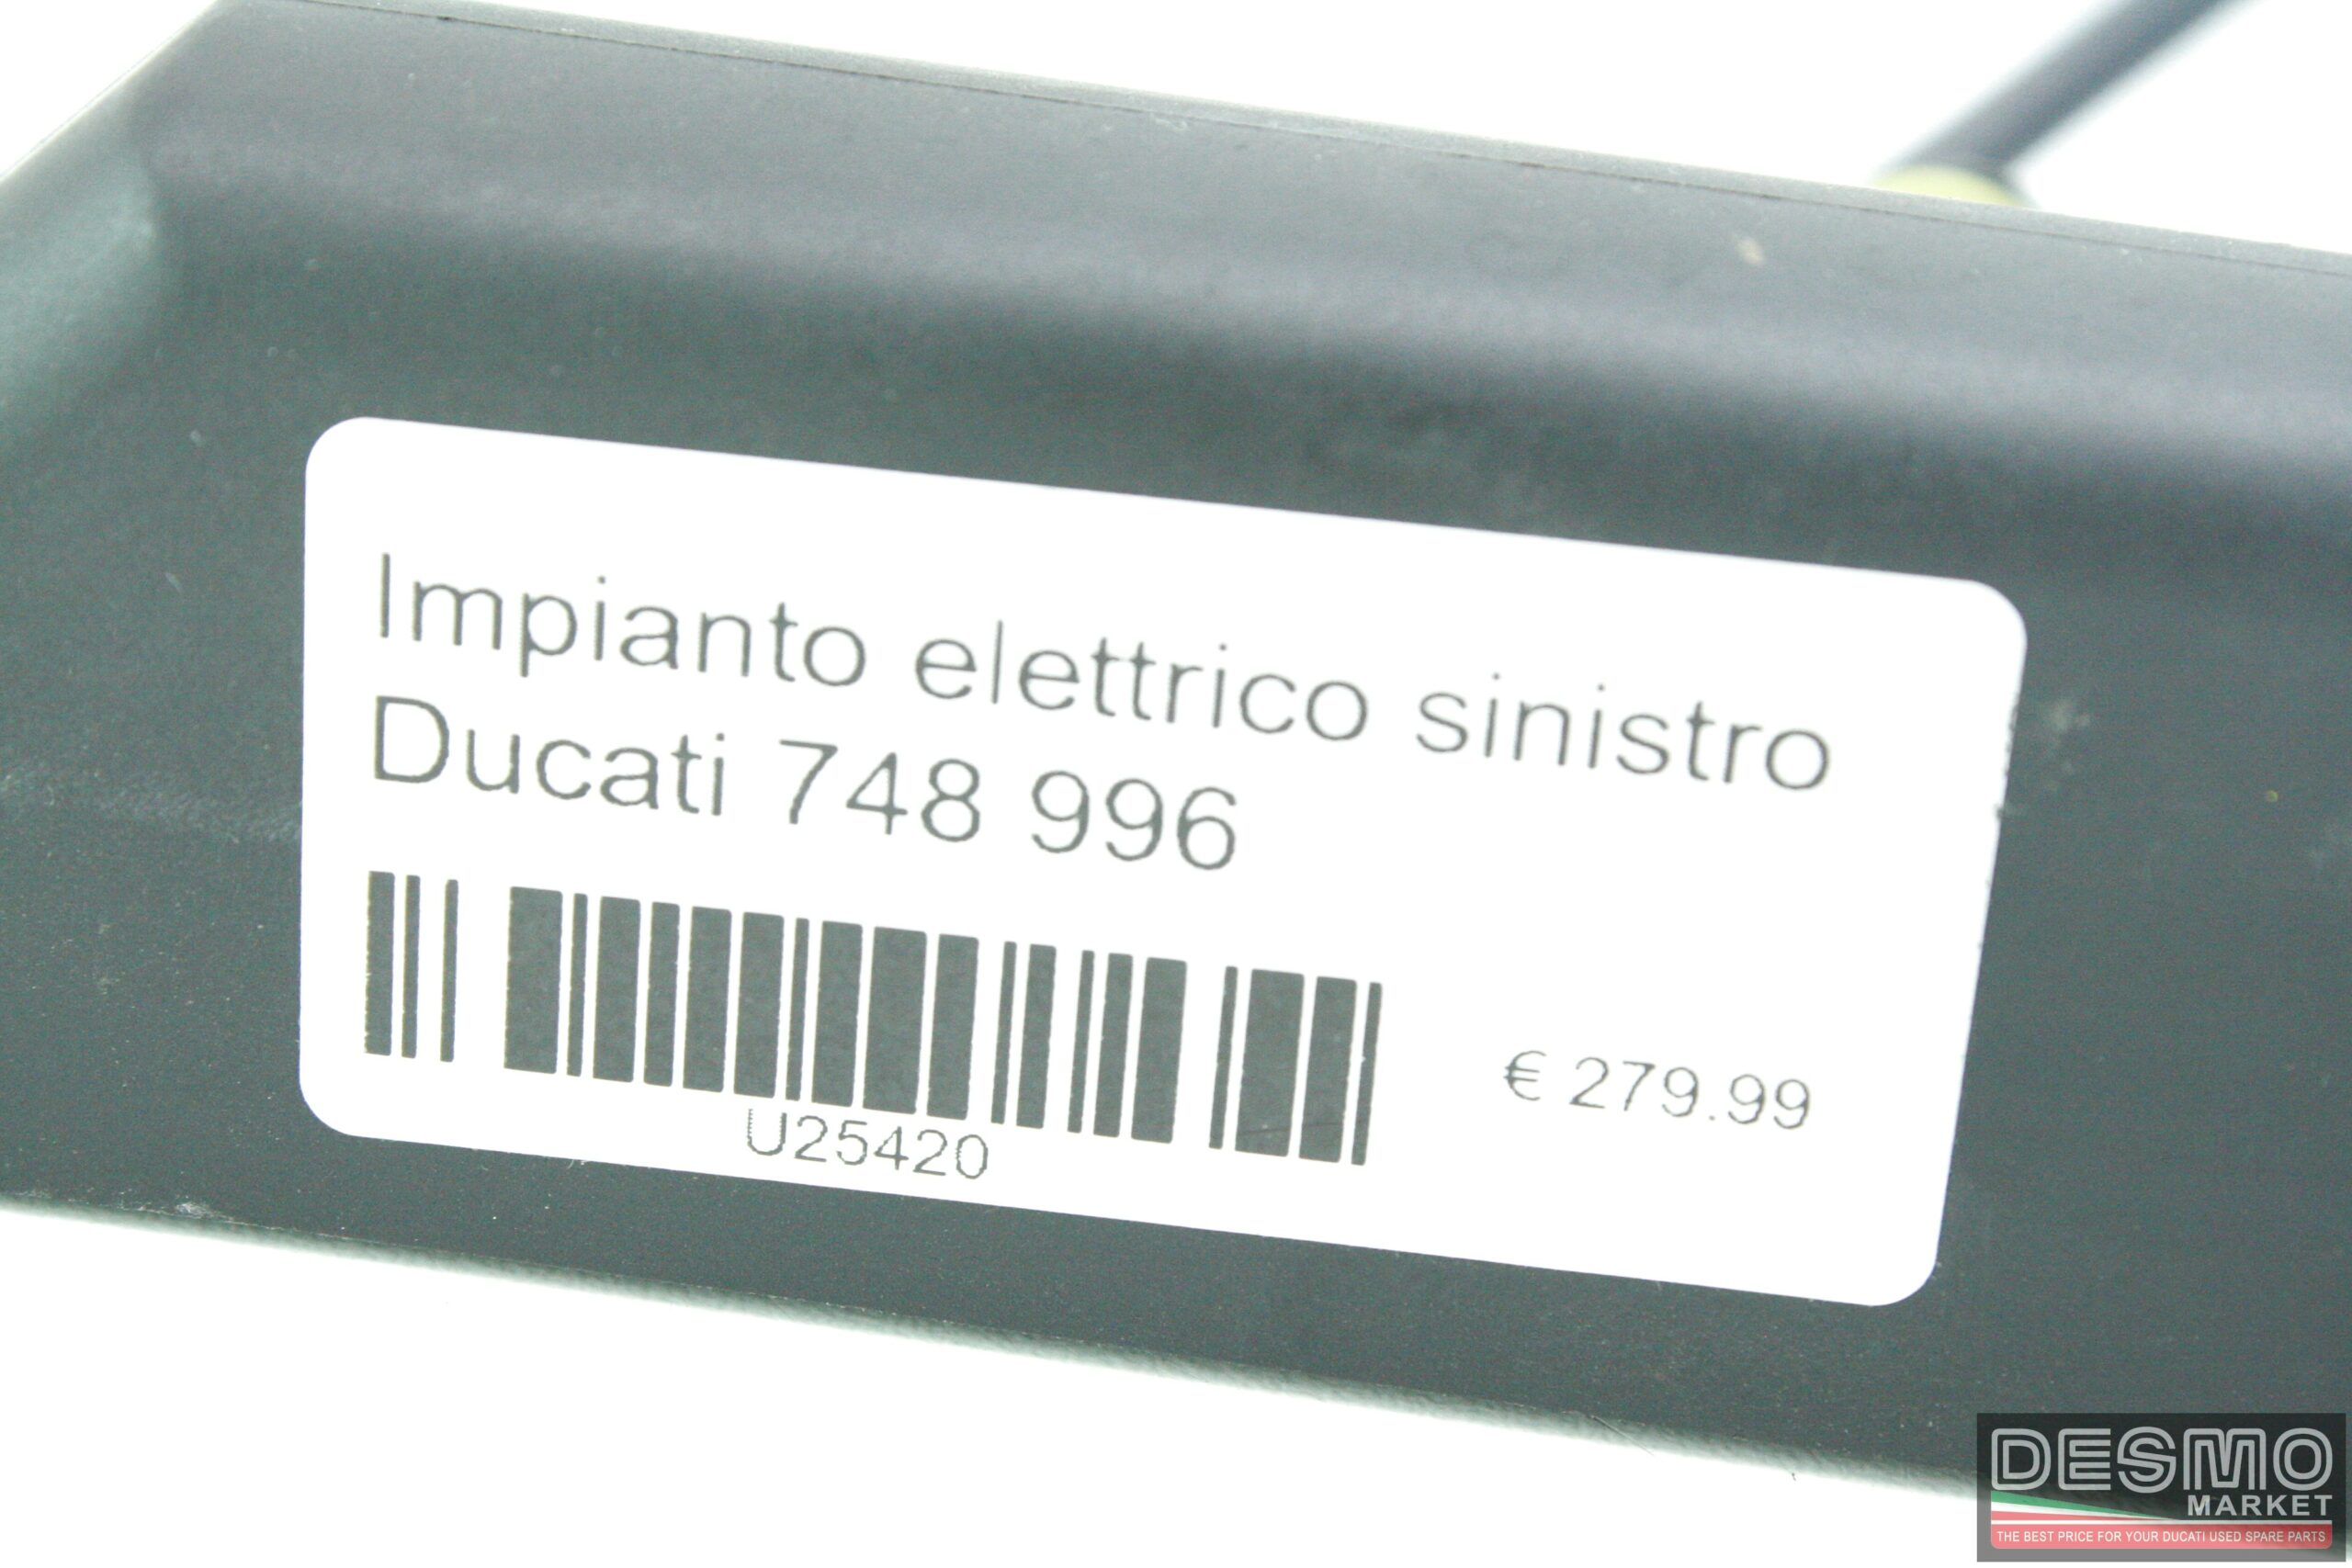 Impianto elettrico sinistro
Ducati 748 996
€ 279.99
U25420
DESMO
MARKET
THE BEST PRICE FOR YOUR DUCATI USED SPARE PARTS